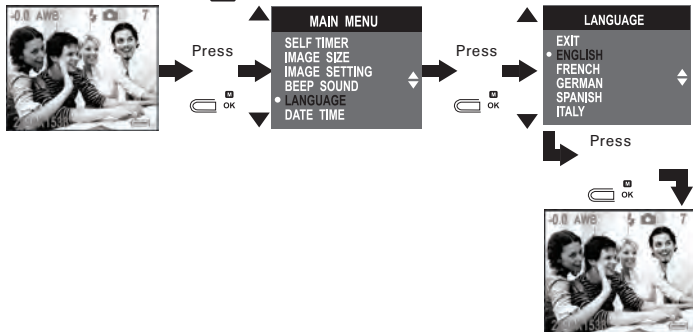 -0.0 AWB 7
Press
M
OK
MAIN MENU
SELF TIMER
IMAGE SIZE
IMAGE SETTING
BEEP SOUND
LANGUAGE
DATE TIME
Press
M
OK
LANGUAGE
EXIT
ENGLISH
FRENCH
GERMAN
SPANISH
ITALY
Press
M
OK
-0.0 AWB 7